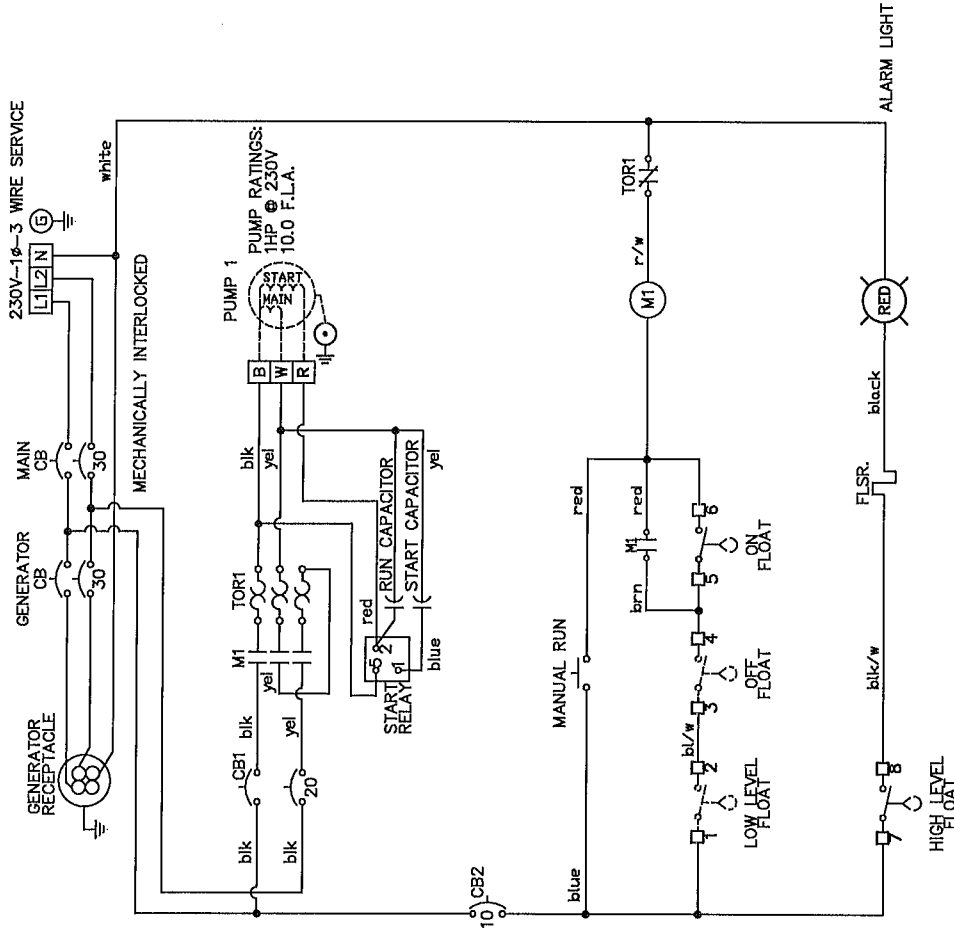 230V-1ø-3 WIRE SERVICE
L1 L2 N
G
white
MAIN
CB
30
MECHANICALLY INTERLOCKED
GENERATOR
CB
30
GENERATOR
RECEPTACLE
PUMP 1
PUMP RATINGS:
1HP @ 230V
10.0 F.L.A.
START
MAIN
B W R
blk
yel
TOR1
M1
yel
blk
yel
CB1
20
blk
blk
red
RUN CAPACITOR
START CAPACITOR
yel
5
2
1
START
RELAY
blue
CB2
10
MANUAL RUN
blue
red
M1
red
brn
M1
r/w
TOR1
1
2
LOW LEVEL
FLOAT
bl/w
3
4
OFF
FLOAT
5
6
ON
FLOAT
7
8
HIGH LEVEL
FLOAT
blk/w
FLSR.
black
RED
ALARM LIGHT